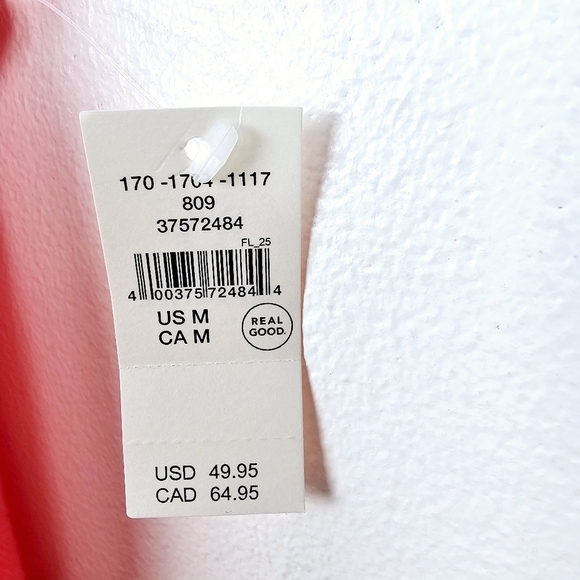 170 -1704 -1117
809
37572484
FL_25
4 00375 72484 4
US M
CA M
REAL
GOOD.
USD 49.95
CAD 64.95